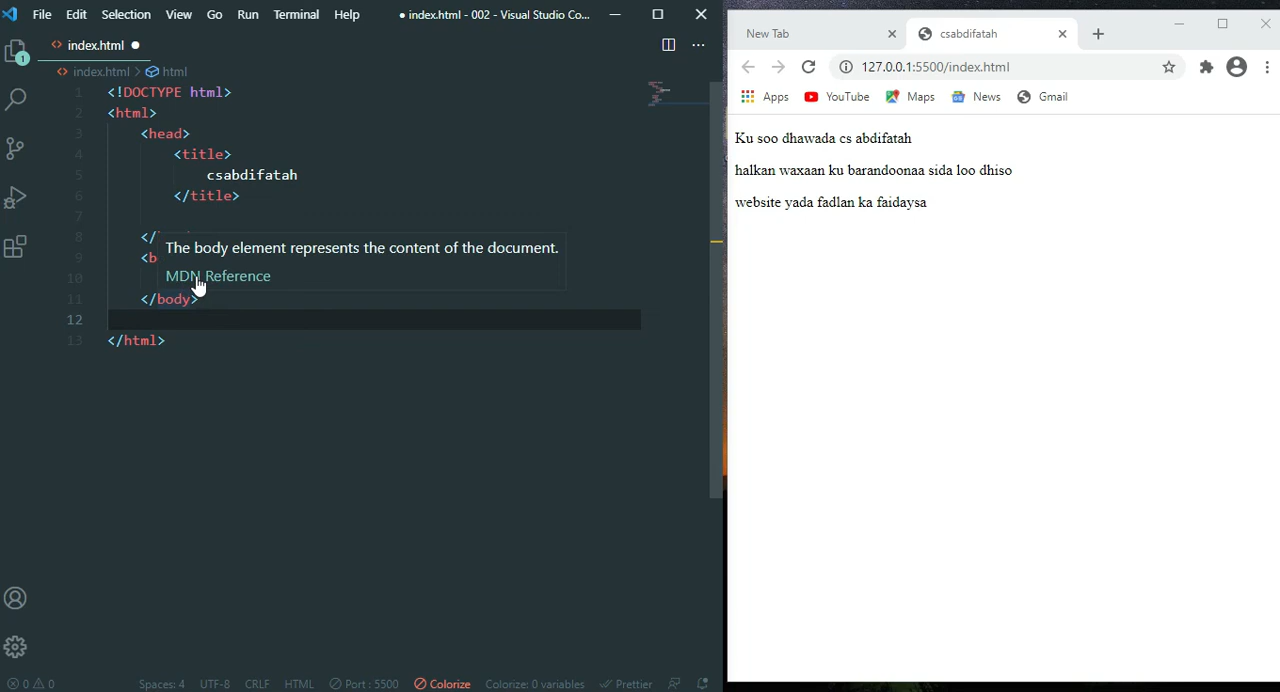 File Edit Selection View Go Run Terminal Help ● index.html - 002 - Visual Studio Co...
1
index.html ●
index.html > html
1 <!DOCTYPE html>
2 <html>
3 <head>
4 <title>
5 csabdifatah
6 </title>
7
8 </
9 <b
10
11 </body>
12
13 </html>
The body element represents the content of the document.
MDN Reference
0 0 Spaces: 4 UTF-8 CRLF HTML Port : 5500 Colorize Colorize: 0 variables Prettier
New Tab
csabdifatah
127.0.0.1:5500/index.html
Apps YouTube Maps News Gmail
Ku soo dhawada cs abdifatah
halkan waxaan ku barandoonaa sida loo dhiso
website yada fadlan ka faidaysa